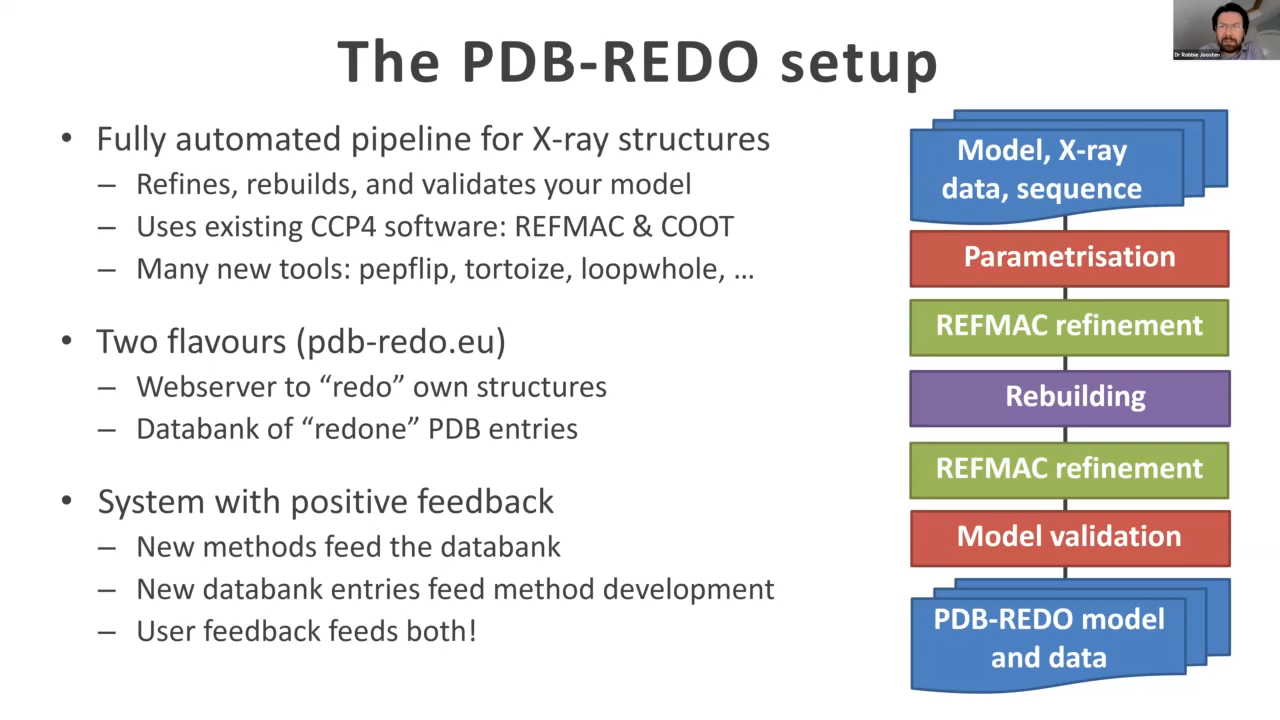 The PDB-REDO setup
Dr Robbie Joosten
• Fully automated pipeline for X-ray structures
– Refines, rebuilds, and validates your model
– Uses existing CCP4 software: REFMAC & COOT
– Many new tools: pepflip, tortoize, loopwhole, …
• Two flavours (pdb-redo.eu)
– Webserver to “redo” own structures
– Databank of “redone” PDB entries
• System with positive feedback
– New methods feed the databank
– New databank entries feed method development
– User feedback feeds both!
Model, X-ray
data, sequence
Parametrisation
REFMAC refinement
Rebuilding
REFMAC refinement
Model validation
PDB-REDO model
and data